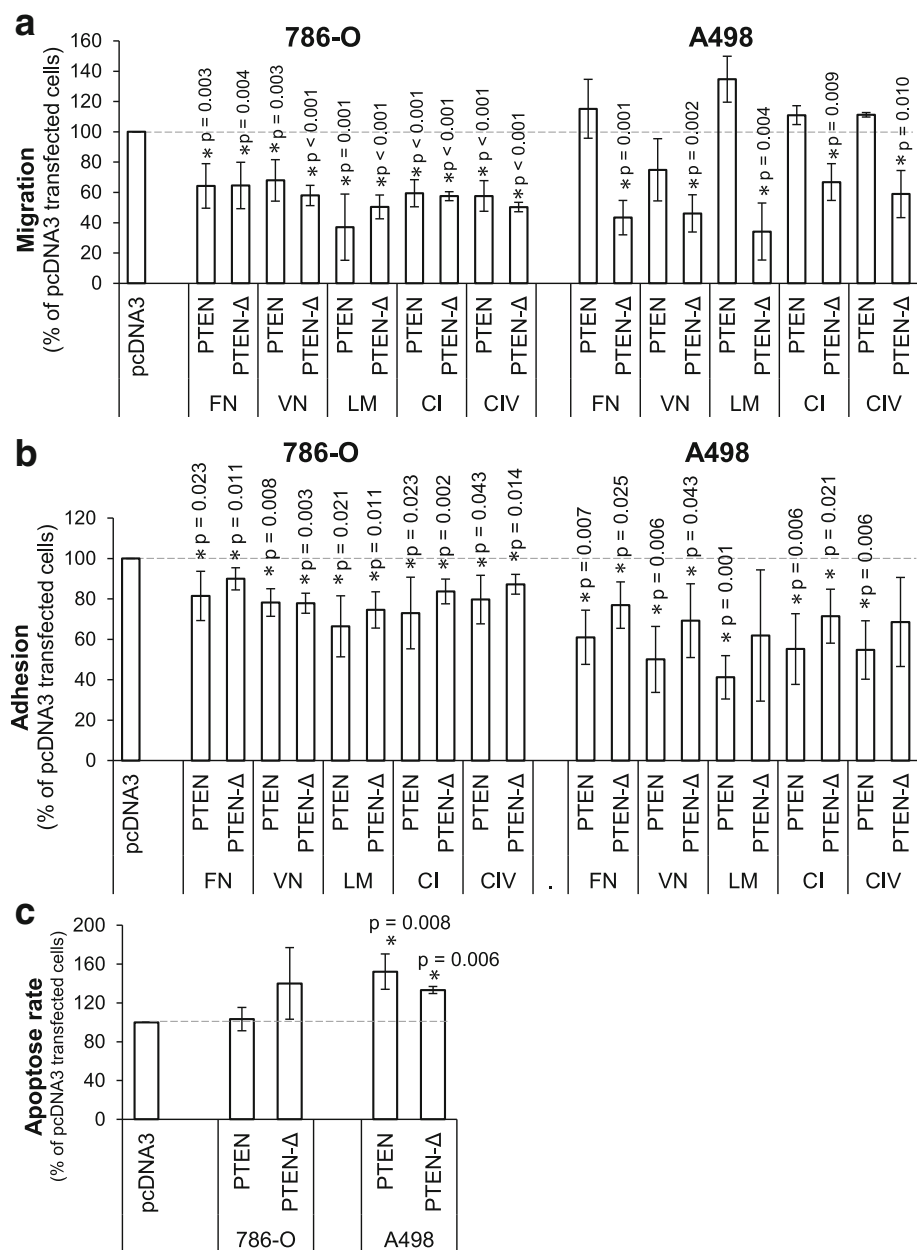 a
786-O
A498
Migration
(% of pcDNA3 transfected cells)
160
140
120
100
80
60
40
20
0
* p = 0.003
* p = 0.004
* p = 0.003
* p < 0.001
* p = 0.001
* p < 0.001
* p < 0.001
* p < 0.001
* p < 0.001
* p < 0.001
* p = 0.001
* p = 0.002
* p = 0.004
* p = 0.009
* p = 0.010
pcDNA3
PTEN
PTEN-Δ
PTEN
PTEN-Δ
PTEN
PTEN-Δ
PTEN
PTEN-Δ
PTEN
PTEN-Δ
PTEN
PTEN-Δ
PTEN
PTEN-Δ
PTEN
PTEN-Δ
PTEN
PTEN-Δ
PTEN
PTEN-Δ
FN VN LM CI CIV FN VN LM CI CIV
b
786-O
A498
Adhesion
(% of pcDNA3 transfected cells)
120
100
80
60
40
20
0
* p = 0.023
* p = 0.011
* p = 0.008
* p = 0.003
* p = 0.021
* p = 0.011
* p = 0.023
* p = 0.002
* p = 0.043
* p = 0.014
* p = 0.007
* p = 0.025
* p = 0.006
* p = 0.043
* p = 0.001
* p = 0.006
* p = 0.021
* p = 0.006
pcDNA3
PTEN
PTEN-Δ
PTEN
PTEN-Δ
PTEN
PTEN-Δ
PTEN
PTEN-Δ
PTEN
PTEN-Δ
PTEN
PTEN-Δ
PTEN
PTEN-Δ
PTEN
PTEN-Δ
PTEN
PTEN-Δ
PTEN
PTEN-Δ
FN VN LM CI CIV . FN VN LM CI CIV
c
Apoptose rate
(% of pcDNA3 transfected cells)
200
160
120
80
40
0
p = 0.008
*
p = 0.006
*
pcDNA3
PTEN
PTEN-Δ
PTEN
PTEN-Δ
786-O A498